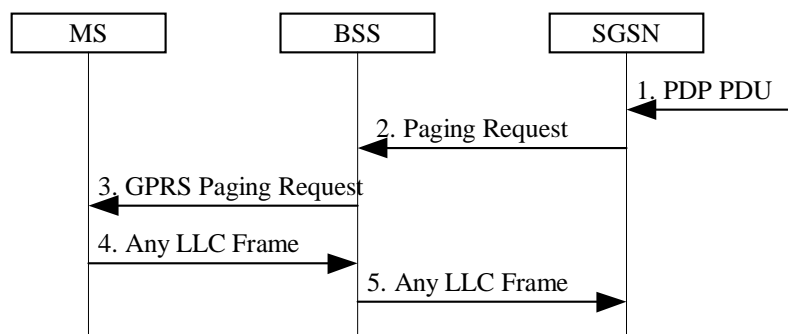 MS
BSS
SGSN
1. PDP PDU
2. Paging Request
3. GPRS Paging Request
4. Any LLC Frame
5. Any LLC Frame